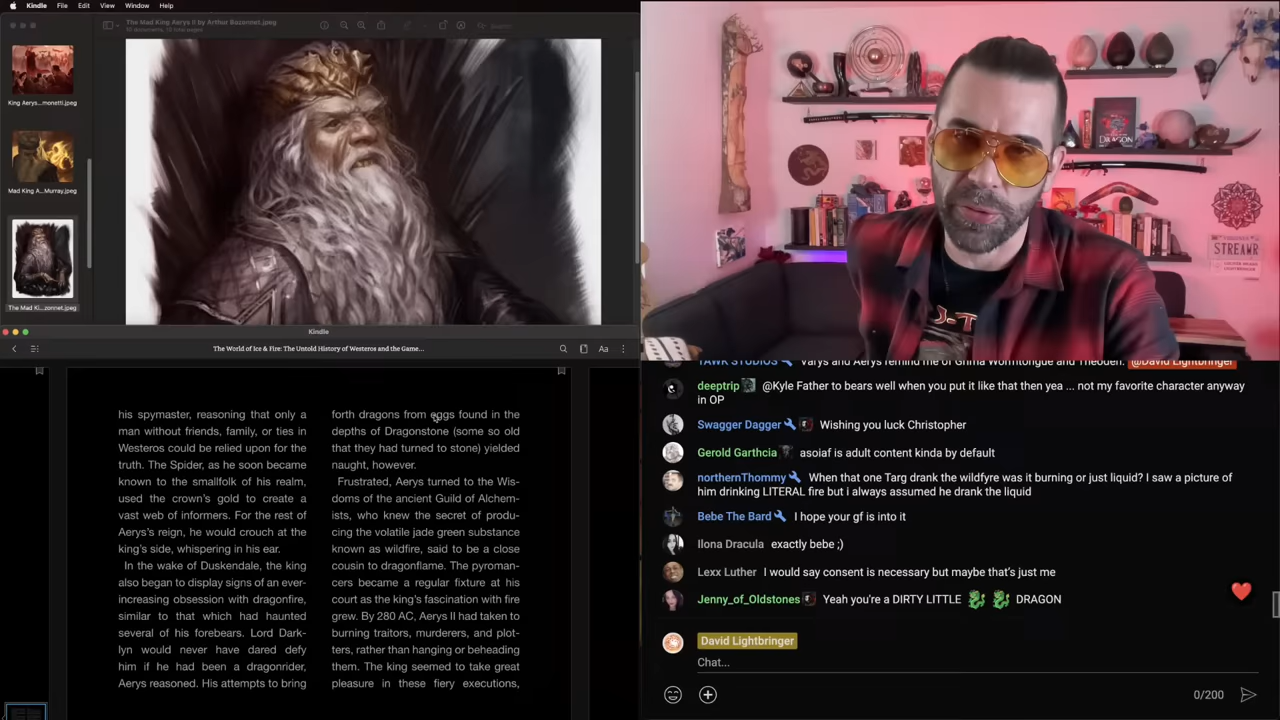 Kindle File Edit View Window Help
The Mad King Aerys II by Arthur Bozonnet.jpeg
Search
King Aerys...monetti.jpeg
Mad King A...Murray.jpeg
The Mad Ki...zonnet.jpeg
Kindle
The World of Ice & Fire: The Untold History of Westeros and the Game...
Aa
his spymaster, reasoning that only a
man without friends, family, or ties in
Westeros could be relied upon for the
truth. The Spider, as he soon became
known to the smallfolk of his realm,
used the crown's gold to create a
vast web of informers. For the rest of
Aerys's reign, he would crouch at the
king's side, whispering in his ear.
In the wake of Duskendale, the king
also began to display signs of an ever-
increasing obsession with dragonfire,
similar to that which had haunted
several of his forebears. Lord Dark-
lyn would never have dared defy
him if he had been a dragonrider,
Aerys reasoned. His attempts to bring
forth dragons from eggs found in the
depths of Dragonstone (some so old
that they had turned to stone) yielded
naught, however.
Frustrated, Aerys turned to the Wis-
doms of the ancient Guild of Alchem-
ists, who knew the secret of produ-
cing the volatile jade green substance
known as wildfire, said to be a close
cousin to dragonflame. The pyroman-
cers became a regular fixture at his
court as the king's fascination with fire
grew. By 280 AC, Aerys II had taken to
burning traitors, murderers, and plot-
ters, rather than hanging or beheading
them. The king seemed to take great
pleasure in these fiery executions,
DRAGON
STREAMR
TAWK STUDIOS Varys and Aerys remind me of Grima Wormtongue and Theoden. @David Lightbringer
deeptrip @Kyle Father to bears well when you put it like that then yea ... not my favorite character anyway
in OP
Swagger Dagger Wishing you luck Christopher
Gerold Garthcia asoiaf is adult content kinda by default
northernThommy When that one Targ drank the wildfyre was it burning or just liquid? I saw a picture of
him drinking LITERAL fire but i always assumed he drank the liquid
Bebe The Bard I hope your gf is into it
Ilona Dracula exactly bebe ;)
Lexx Luther I would say consent is necessary but maybe that's just me
Jenny_of_Oldstones Yeah you're a DIRTY LITTLE DRAGON
David Lightbringer
Chat...
0/200